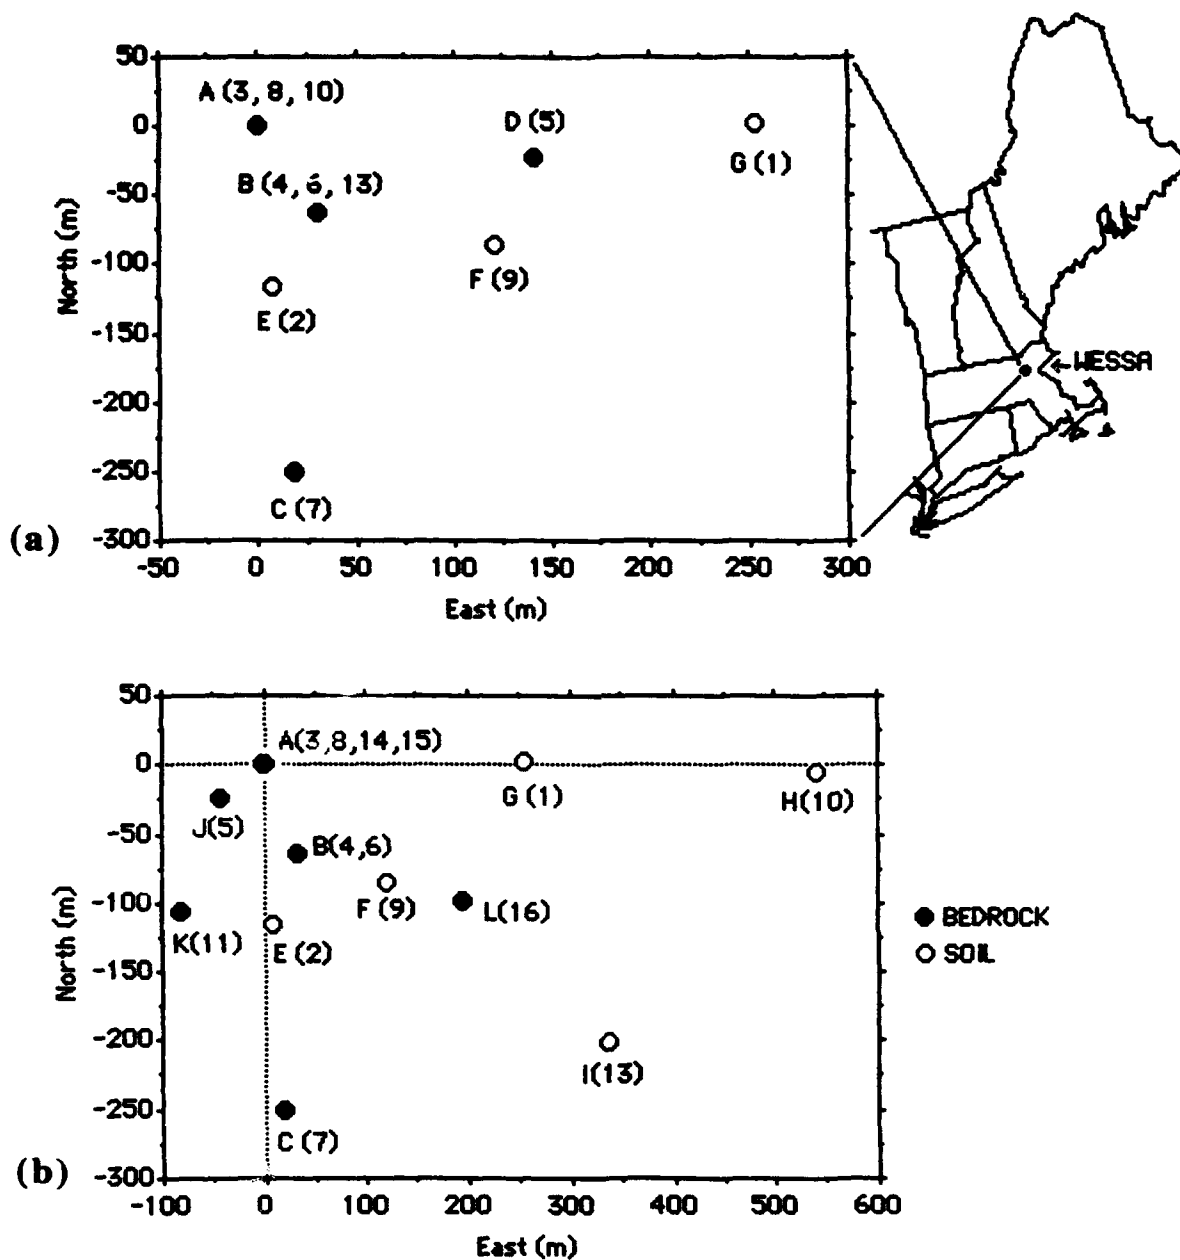 50
A (3, 8, 10)
0
D (5)
G (1)
-50
B (4, 6, 13)
-100
F (9)
North (m)
E (2)
-150
←WESSA
-200
-250
C (7)
(a)
-300
-50 0 50 100 150 200 250 300
East (m)
50
A(3,8,14,15)
0
G (1)
H(10)
J(5)
-50
B(4,6)
-100
F (9)
L(16)
BEDROCK
North (m)
K(11)
E (2)
SOIL
-150
-200
I(13)
-250
C (7)
(b)
-300
-100 0 100 200 300 400 500 600
East (m)